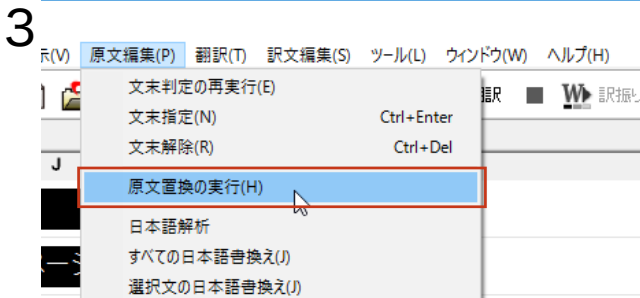 3
示(V) 原文編集(P) 翻訳(T) 訳文編集(S) ツール(L) ウィンドウ(W) ヘルプ(H)
文末判定の再実行(E)
文末指定(N) Ctrl+Enter
文末解除(R) Ctrl+Del
翻訳 W 訳振り
J
原文置換の実行(H)
日本語解析
すべての日本語書換え(J)
選択文の日本語書換え(J)